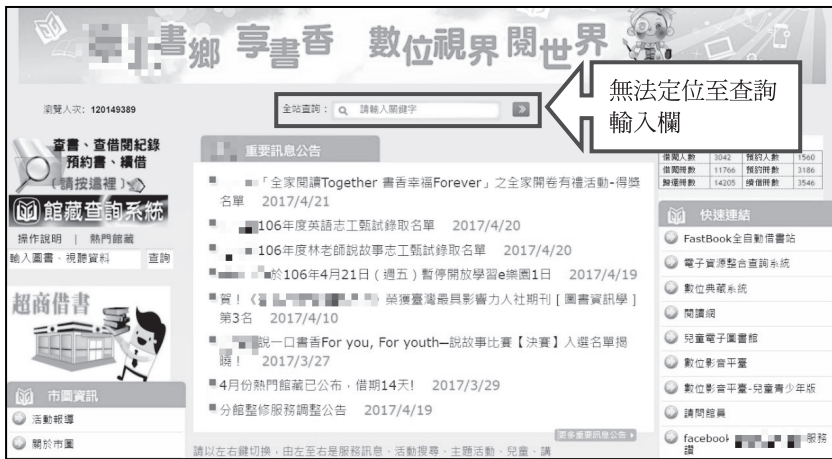 書鄉 享書香 數位視界閱世界
無法定位至查詢
輸入欄
瀏覽人次：120149389
全站查詢：
請輸入關鍵字
查書、查借閱紀錄
預約書、續借
(請按這裡)
館藏查詢系統
操作說明 | 熱門館藏
輸入圖書、視聽資料 查詢
超商借書
市圖資訊
活動報導
關於市圖
重要訊息公告
「全家閱讀Together 書香幸福Forever」之全家開卷有禮活動-得獎
名單 2017/4/21
106年度英語志工甄試錄取名單 2017/4/20
106年度林老師說故事志工甄試錄取名單 2017/4/20
於106年4月21日（週五）暫停開放學習e樂園1日 2017/4/19
賀！《 》榮獲臺灣最具影響力人社期刊［圖書資訊學］
第3名 2017/4/10
說一口書香For you, For youth—說故事比賽【決賽】入選名單揭
曉！ 2017/3/27
4月份熱門館藏已公布，借期14天! 2017/3/29
分館整修服務調整公告 2017/4/19
更多重要訊息公告
請以左右鍵切換，由左至右是服務訊息、活動搜尋、主題活動、兒童、講
借閱人數 3042 預約人數 1560
借閱冊數 11766 預約冊數 3186
歸還冊數 14205 續借冊數 3546
快速連結
FastBook全自動借書站
電子資源整合查詢系統
數位典藏系統
閱讀網
兒童電子圖書館
數位影音平臺
數位影音平臺-兒童青少年版
請問館員
facebook 服務
讚